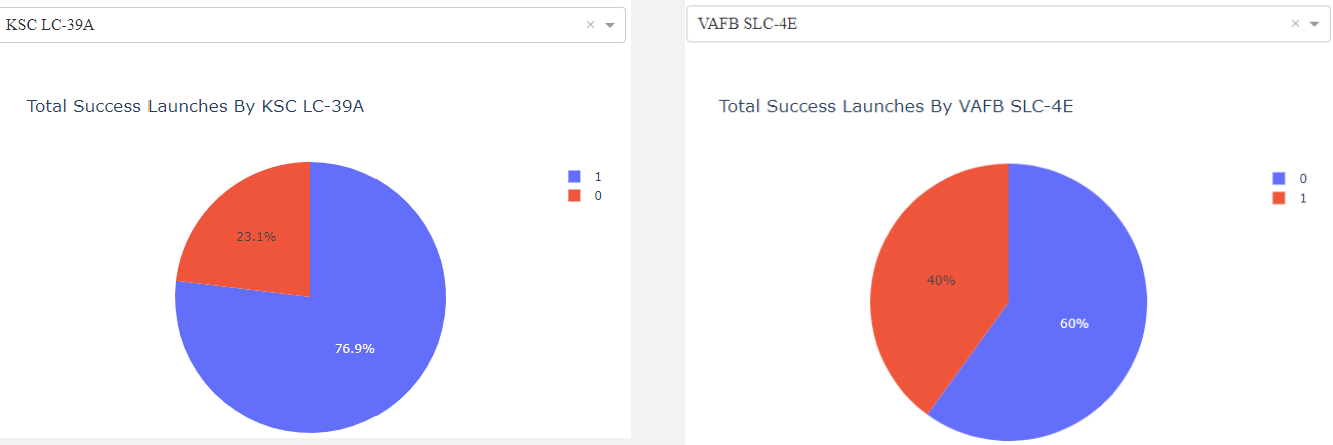 KSC LC-39A
Total Success Launches By KSC LC-39A
1
0
23.1%
76.9%
VAFB SLC-4E
Total Success Launches By VAFB SLC-4E
0
1
40%
60%